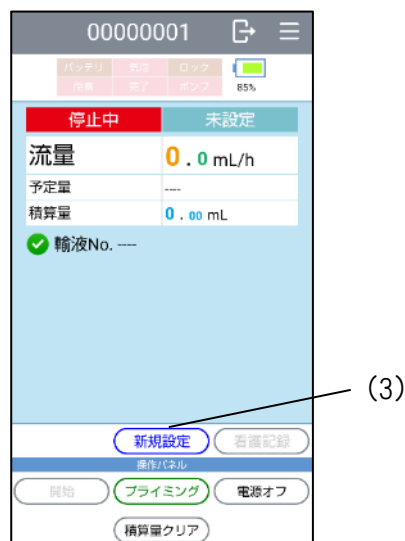 00000001
バッテリ 気泡 ロック
閉塞 完了 ポンプ 85%
停止中 未設定
流量 0.0 mL/h
予定量 ----
積算量 0.00 mL
輸液No. ----
(3)
新規設定 看護記録
操作パネル
開始 プライミング 電源オフ
積算量クリア